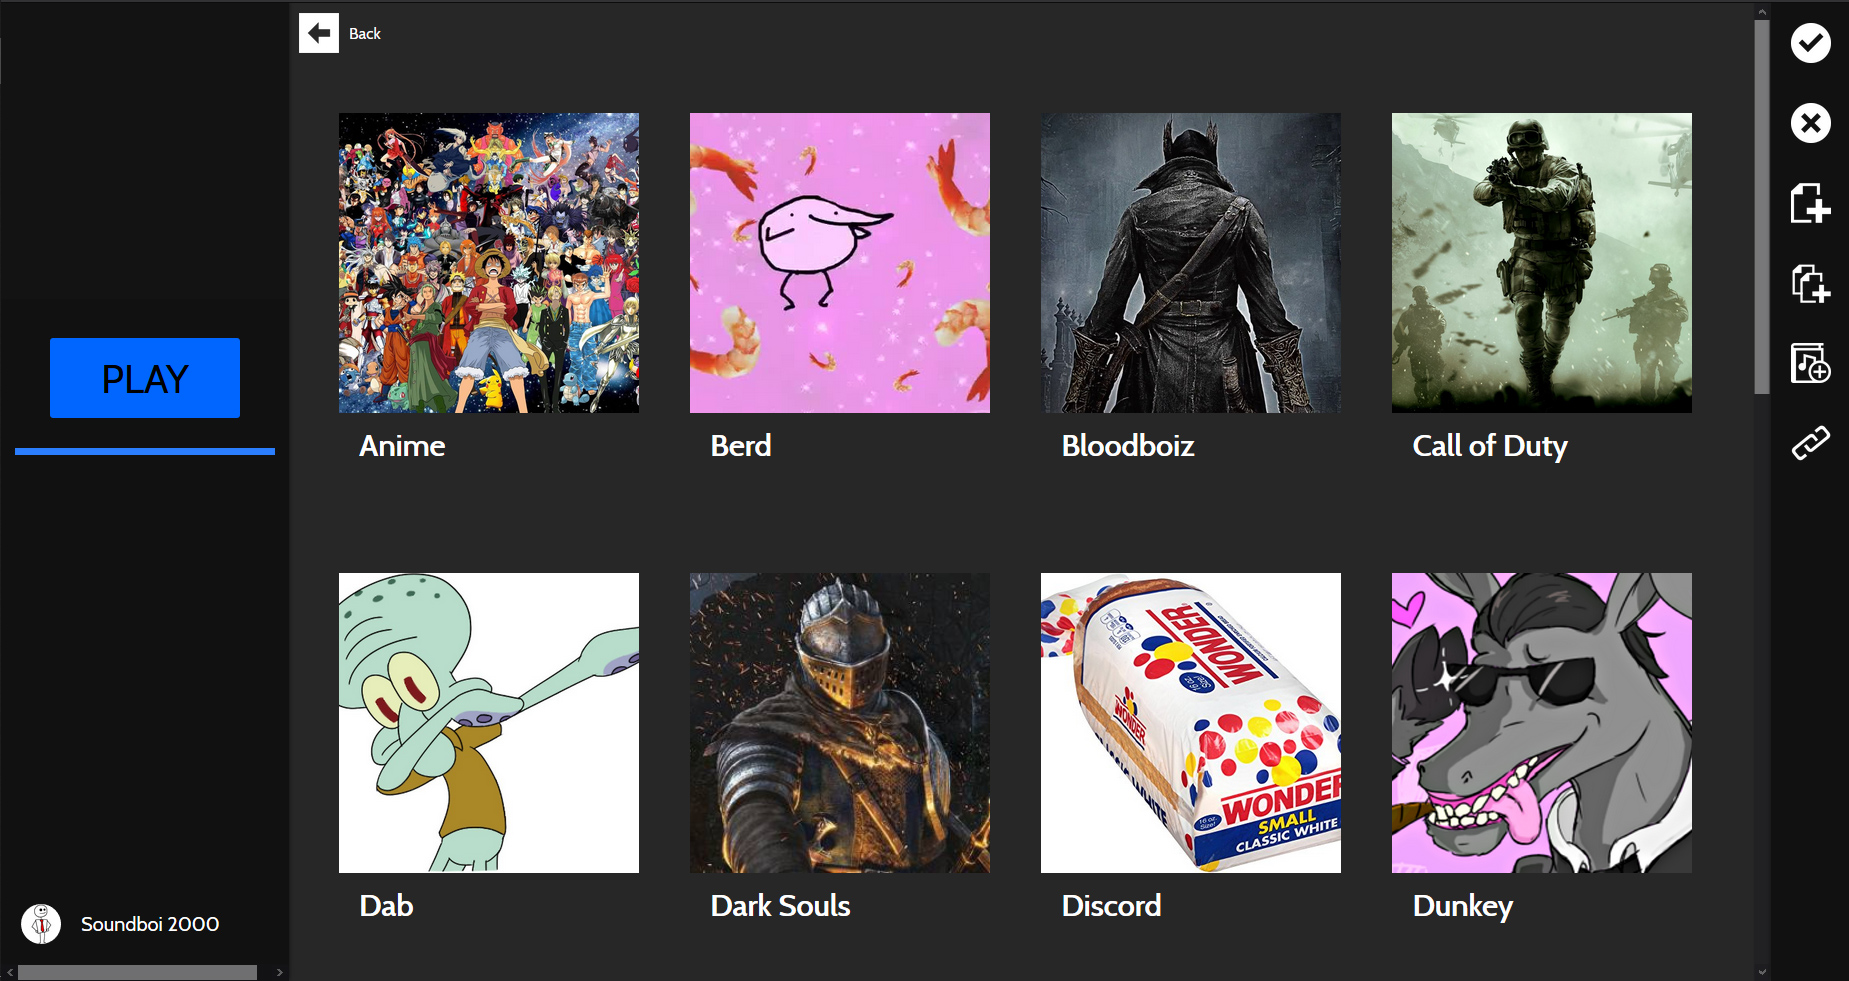 Back
PLAY
Anime
Berd
Bloodboiz
Call of Duty
WONDER
WONDER
WONDER
SMALL
CLASSIC WHITE
Dab
Dark Souls
Discord
Dunkey
Soundboi 2000